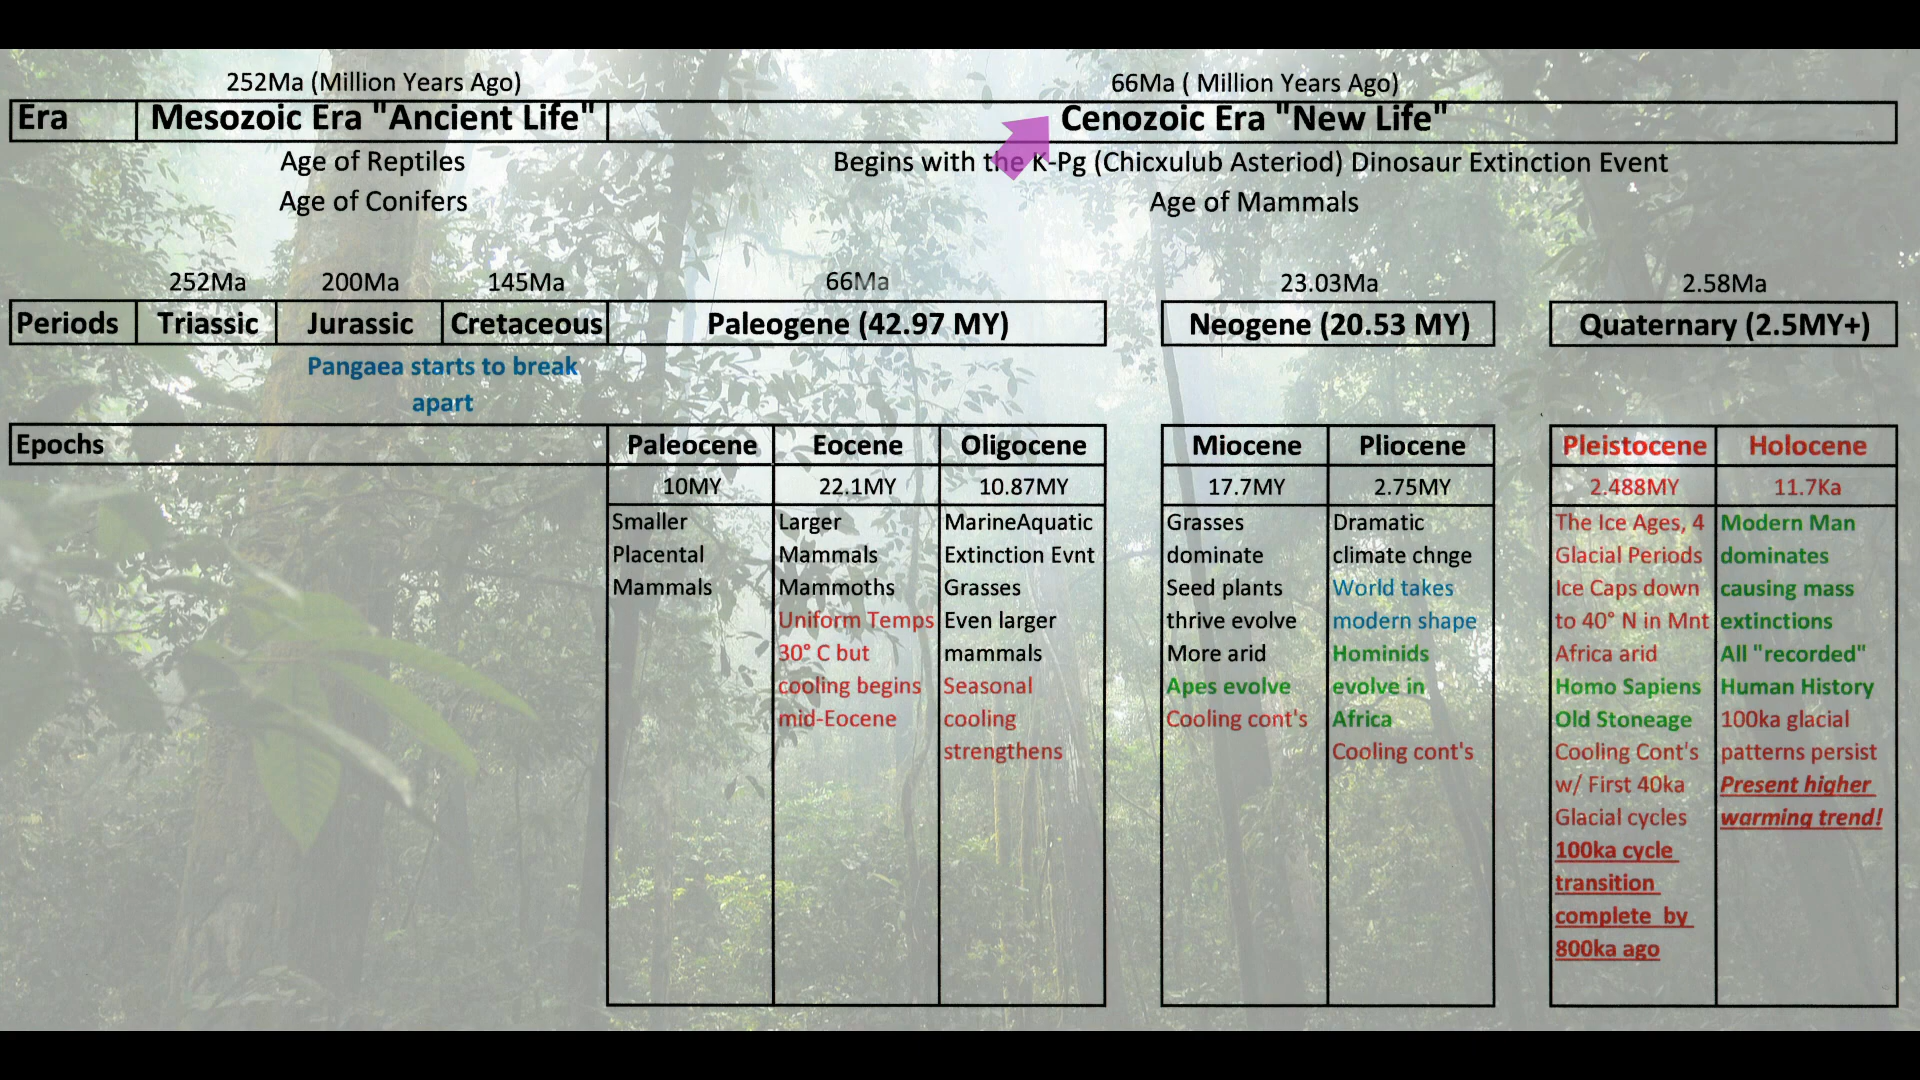 252Ma (Million Years Ago)
66Ma ( Million Years Ago)
Era
Mesozoic Era "Ancient Life"
Cenozoic Era "New Life"
Age of Reptiles
Begins with the K-Pg (Chicxulub Asteriod) Dinosaur Extinction Event
Age of Conifers
Age of Mammals
252Ma
200Ma
145Ma
66Ma
23.03Ma
2.58Ma
Periods
Triassic
Jurassic
Cretaceous
Paleogene (42.97 MY)
Neogene (20.53 MY)
Quaternary (2.5MY+)
Pangaea starts to break
apart
Epochs
Paleocene
10MY
Smaller
Placental
Mammals
Eocene
22.1MY
Larger
Mammals
Mammoths
Uniform Temps
30° C but
cooling begins
mid-Eocene
Oligocene
10.87MY
MarineAquatic
Extinction Evnt
Grasses
Even larger
mammals
Seasonal
cooling
strengthens
Miocene
17.7MY
Grasses
dominate
Seed plants
thrive evolve
More arid
Apes evolve
Cooling cont's
Pliocene
2.75MY
Dramatic
climate chnge
World takes
modern shape
Hominids
evolve in
Africa
Cooling cont's
Pleistocene
2.488MY
The Ice Ages, 4
Glacial Periods
Ice Caps down
to 40° N in Mnt
Africa arid
Homo Sapiens
Old Stoneage
Cooling Cont's
w/ First 40ka
Glacial cycles
100ka cycle
transition
complete by
800ka ago
Holocene
11.7Ka
Modern Man
dominates
causing mass
extinctions
All "recorded"
Human History
100ka glacial
patterns persist
Present higher
warming trend!